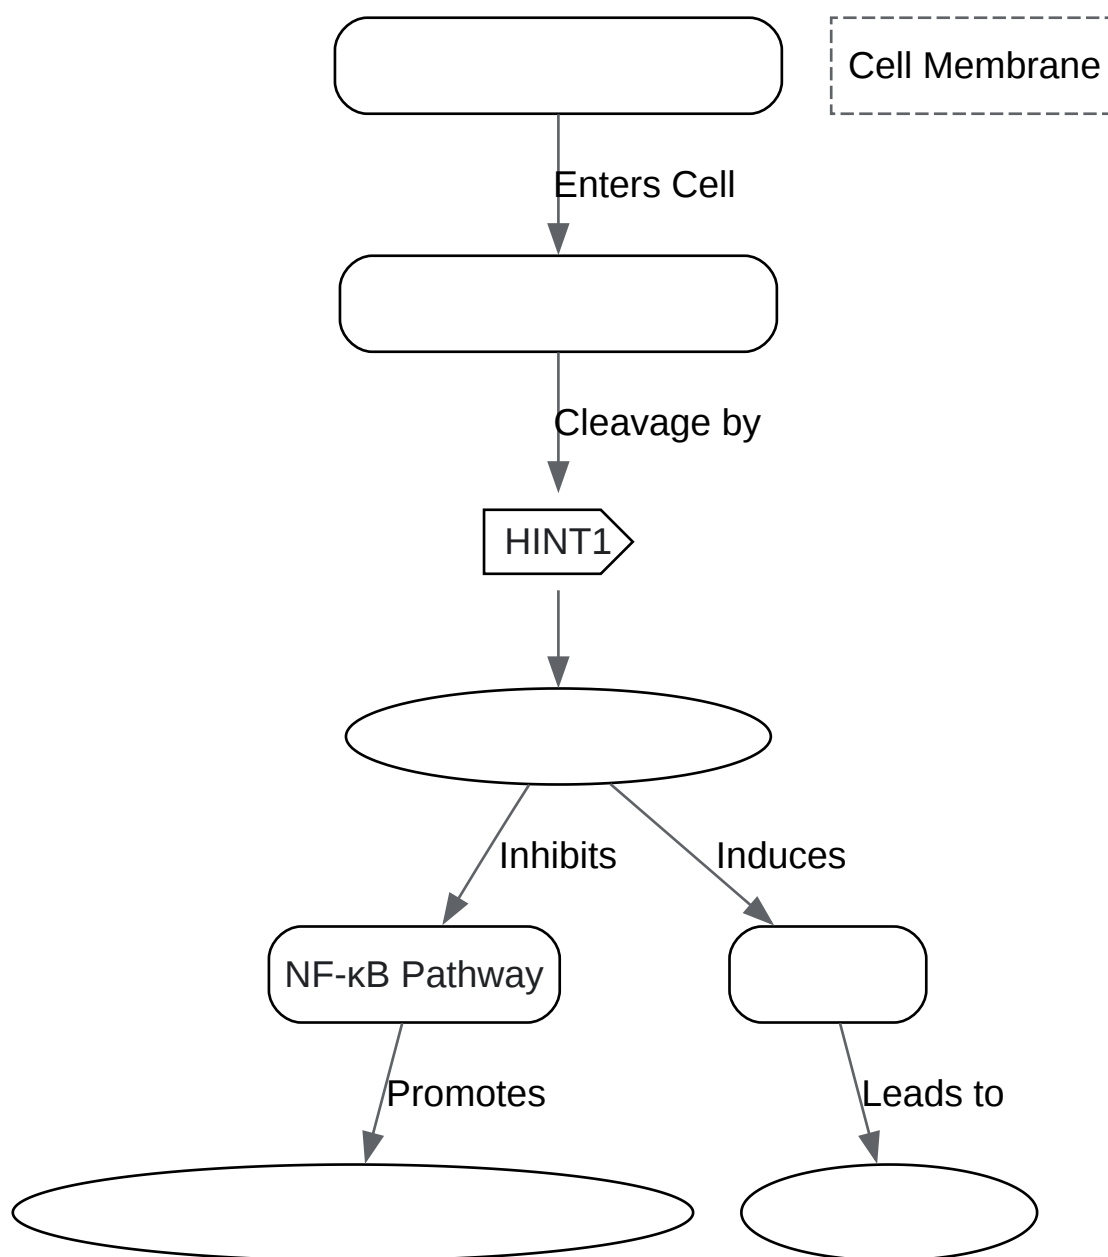 Cell Membrane
Enters Cell
Cleavage by
HINT1
Inhibits
Induces
NF-κB Pathway
Promotes
Leads to